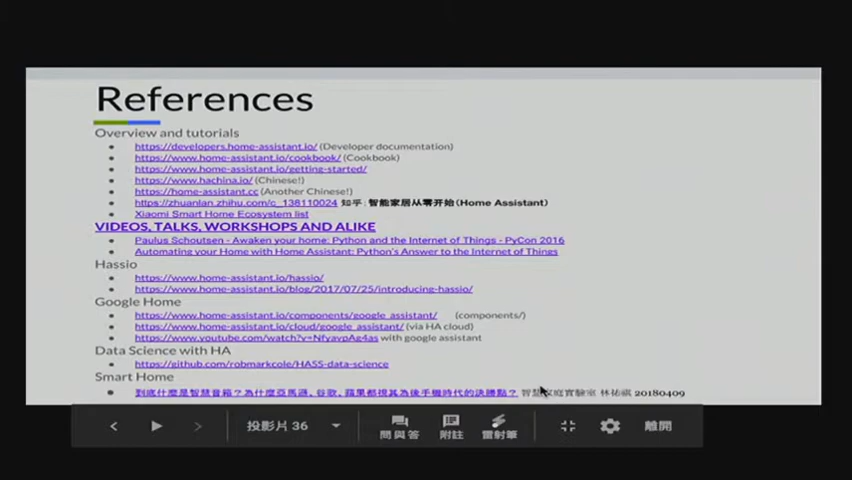 References
Overview and tutorials
https://developers.home-assistant.io/ (Developer documentation)
https://www.home-assistant.io/cookbook/ (Cookbook)
https://www.home-assistant.io/getting-started/
https://www.hachina.io/ (Chinese!)
https://home-assistant.cc (Another Chinese!)
https://zhuanlan.zhihu.com/c_138110024 知乎：智能家居从零开始(Home Assistant)
Xiaomi Smart Home Ecosystem list
VIDEOS, TALKS, WORKSHOPS AND ALIKE
Paulus Schoutsen - Awaken your home: Python and the Internet of Things - PyCon 2016
Automating your Home with Home Assistant: Python's Answer to the Internet of Things
Hassio
https://www.home-assistant.io/hassio/
https://www.home-assistant.io/blog/2017/07/25/introducing-hassio/
Google Home
https://www.home-assistant.io/components/google_assistant/ (components/)
https://www.home-assistant.io/cloud/google_assistant/ (via HA cloud)
https://www.youtube.com/watch?v=NfyavpAg4as with google assistant
Data Science with HA
https://github.com/robmarkcole/HASS-data-science
Smart Home
到底什麼是智慧音箱？為什麼亞馬遜、谷歌、蘋果都視其為後手機時代的決勝點？ 智慧家庭實驗室 林祐祺 20180409
投影片 36 問與答 附註 雷射筆 離開